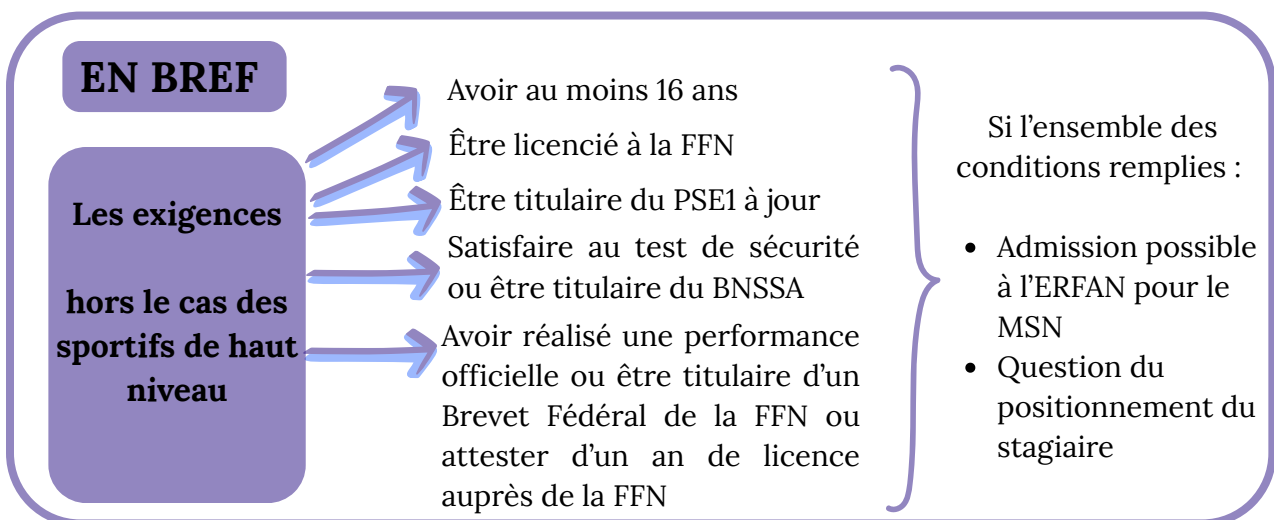 EN BREF
Les exigences
hors le cas des
sportifs de haut
niveau
Avoir au moins 16 ans
Être licencié à la FFN
Être titulaire du PSE1 à jour
Satisfaire au test de sécurité
ou être titulaire du BNSSA
Avoir réalisé une performance
officielle ou être titulaire d’un
Brevet Fédéral de la FFN ou
attester d’un an de licence
auprès de la FFN
Si l’ensemble des
conditions remplies :
• Admission possible
à l’ERFAN pour le
MSN
• Question du
positionnement du
stagiaire